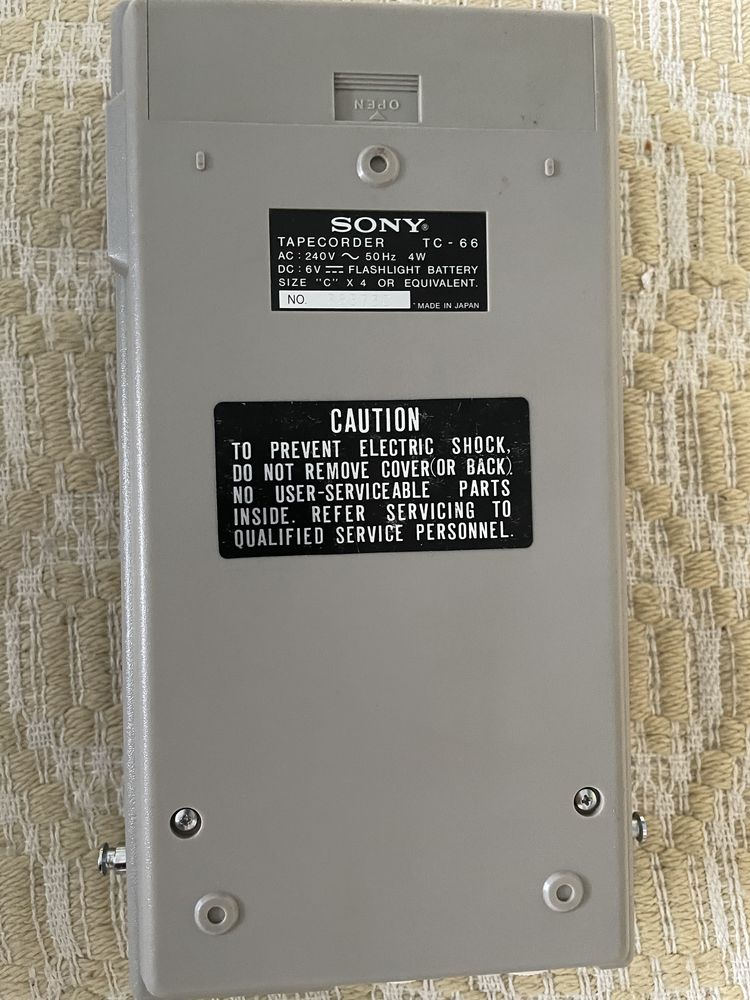 OPEN
SONY®
TAPECORDER TC-66
AC: 240V ～ 50Hz 4W
DC: 6V ⎓ FLASHLIGHT BATTERY
SIZE "C" X 4 OR EQUIVALENT.
NO.
*MADE IN JAPAN
CAUTION
TO PREVENT ELECTRIC SHOCK,
DO NOT REMOVE COVER(OR BACK).
NO USER-SERVICEABLE PARTS
INSIDE. REFER SERVICING TO
QUALIFIED SERVICE PERSONNEL.